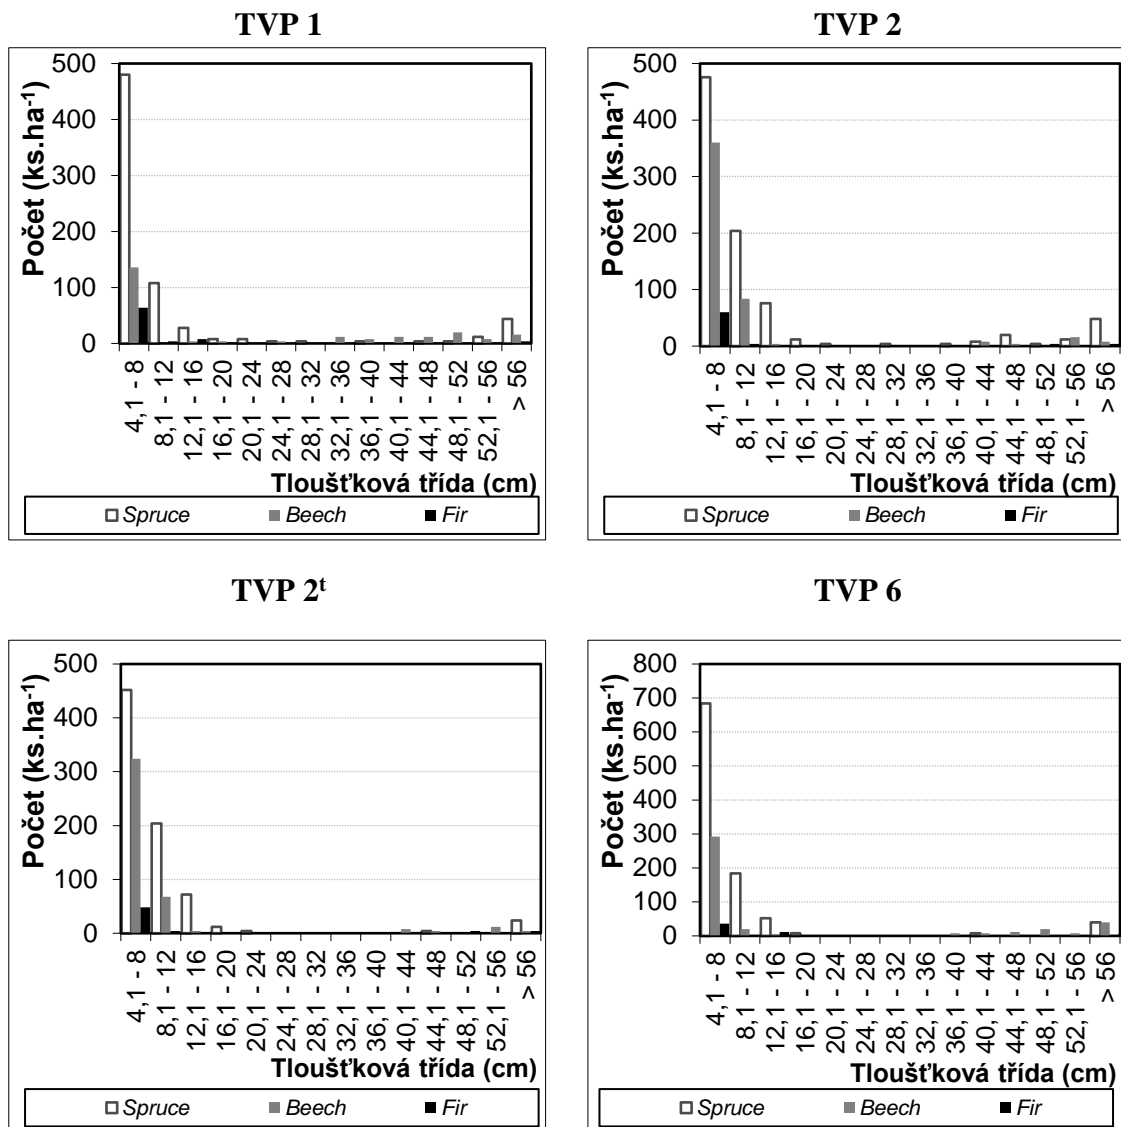 TVP 1
500
400
300
200
100
0
Počet (ks.ha⁻¹)
4,1 - 8
8,1 - 12
12,1 - 16
16,1 - 20
20,1 - 24
24,1 - 28
28,1 - 32
32,1 - 36
36,1 - 40
40,1 - 44
44,1 - 48
48,1 - 52
52,1 - 56
> 56
Tloušťková třída (cm)
Spruce Beech Fir
TVP 2
500
400
300
200
100
0
Počet (ks.ha⁻¹)
4,1 - 8
8,1 - 12
12,1 - 16
16,1 - 20
20,1 - 24
24,1 - 28
28,1 - 32
32,1 - 36
36,1 - 40
40,1 - 44
44,1 - 48
48,1 - 52
52,1 - 56
> 56
Tloušťková třída (cm)
Spruce Beech Fir
TVP 2ᵗ
500
400
300
200
100
0
Počet (ks.ha⁻¹)
4,1 - 8
8,1 - 12
12,1 - 16
16,1 - 20
20,1 - 24
24,1 - 28
28,1 - 32
32,1 - 36
36,1 - 40
40,1 - 44
44,1 - 48
48,1 - 52
52,1 - 56
> 56
Tloušťková třída (cm)
Spruce Beech Fir
TVP 6
800
700
600
500
400
300
200
100
0
Počet (ks.ha⁻¹)
4,1 - 8
8,1 - 12
12,1 - 16
16,1 - 20
20,1 - 24
24,1 - 28
28,1 - 32
32,1 - 36
36,1 - 40
40,1 - 44
44,1 - 48
48,1 - 52
52,1 - 56
> 56
Tloušťková třída (cm)
Spruce Beech Fir